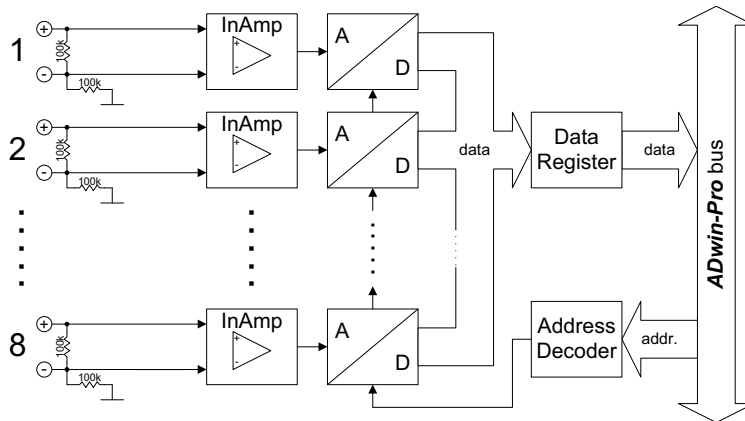 1
+
-
100k
100k
InAmp
+
-
A
D
2
+
-
100k
100k
InAmp
+
-
A
D
data
Data
Register
data
ADwin-Pro bus
8
+
-
100k
100k
InAmp
+
-
A
D
Address
Decoder
addr.